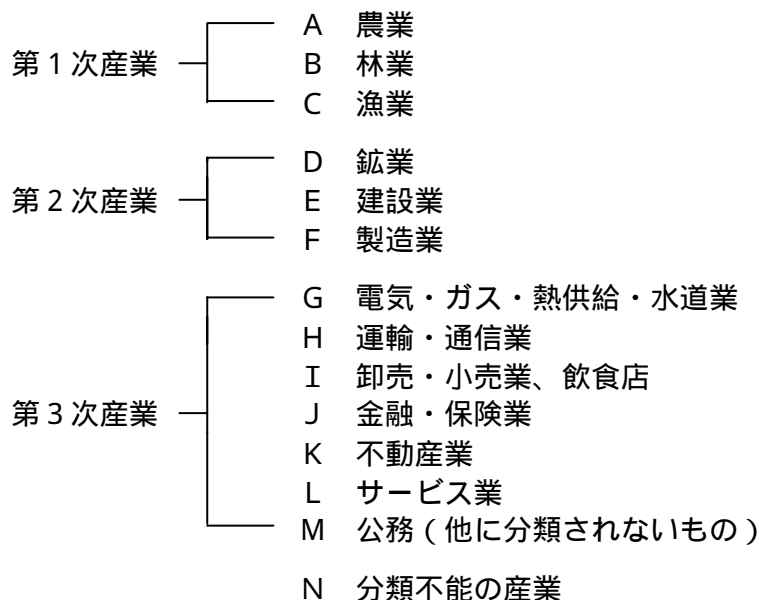 A 農業
第1次産業 B 林業
C 漁業
D 鉱業
第2次産業 E 建設業
F 製造業
G 電気・ガス・熱供給・水道業
H 運輸・通信業
I 卸売・小売業、飲食店
第3次産業 J 金融・保険業
K 不動産業
L サービス業
M 公務(他に分類されないもの)
N 分類不能の産業